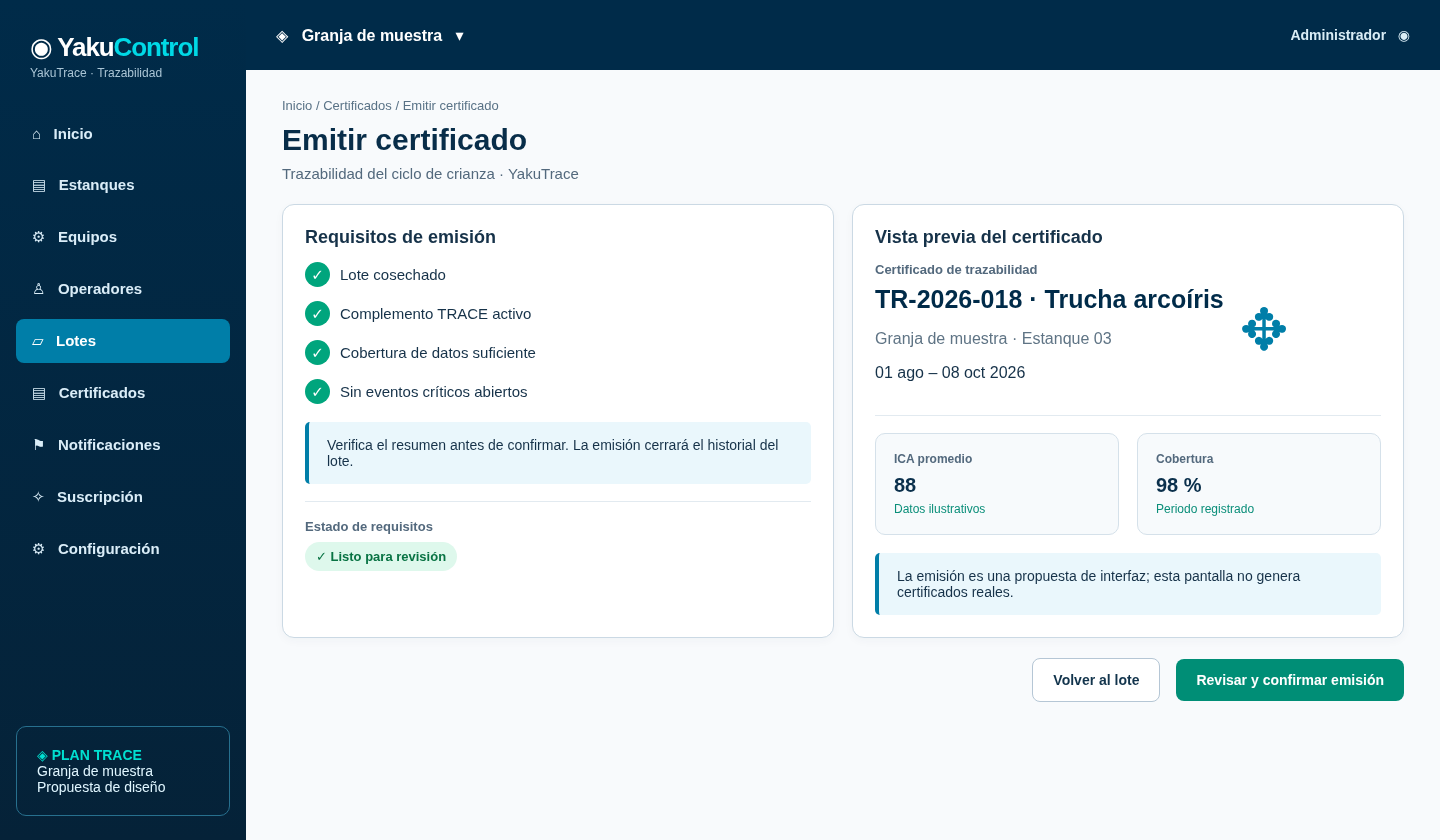 YakuControl
YakuTrace · Trazabilidad
Inicio
Estanques
Equipos
Operadores
Lotes
Certificados
Notificaciones
Suscripción
Configuración
PLAN TRACE
Granja de muestra
Propuesta de diseño
Granja de muestra
Administrador
Inicio / Certificados / Emitir certificado
Emitir certificado
Trazabilidad del ciclo de crianza · YakuTrace
Requisitos de emisión
✓ Lote cosechado
✓ Complemento TRACE activo
✓ Cobertura de datos suficiente
✓ Sin eventos críticos abiertos
Verifica el resumen antes de confirmar. La emisión cerrará el historial del
lote.
Estado de requisitos
✓ Listo para revisión
Vista previa del certificado
Certificado de trazabilidad
TR-2026-018 · Trucha arcoíris
Granja de muestra · Estanque 03
01 ago – 08 oct 2026
ICA promedio
88
Datos ilustrativos
Cobertura
98 %
Periodo registrado
La emisión es una propuesta de interfaz; esta pantalla no genera
certificados reales.
Volver al lote
Revisar y confirmar emisión